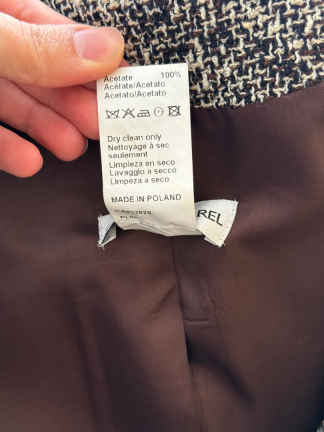 Acetate 100%
Acétate/Acetato
Acetato/Acetato
Dry clean only
Nettoyage à sec
seulement
Limpieza en seco
Lavaggio a secco
Limpeza a seco
MADE IN POLAND
REL